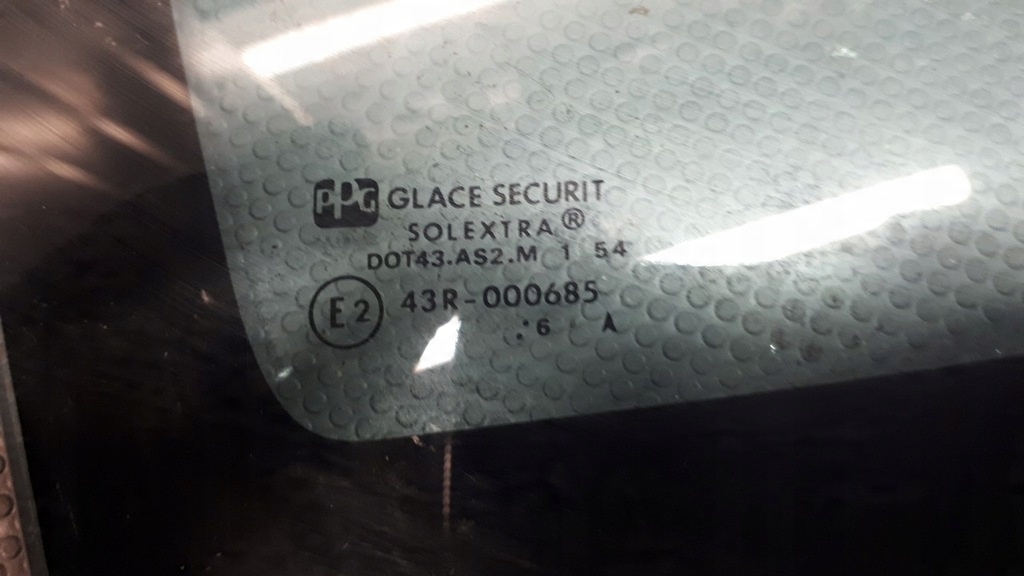 PPG GLACE SECURIT
SOLEXTRA®
DOT43.AS2.M 1 54
E2 43R-000685
:6 A